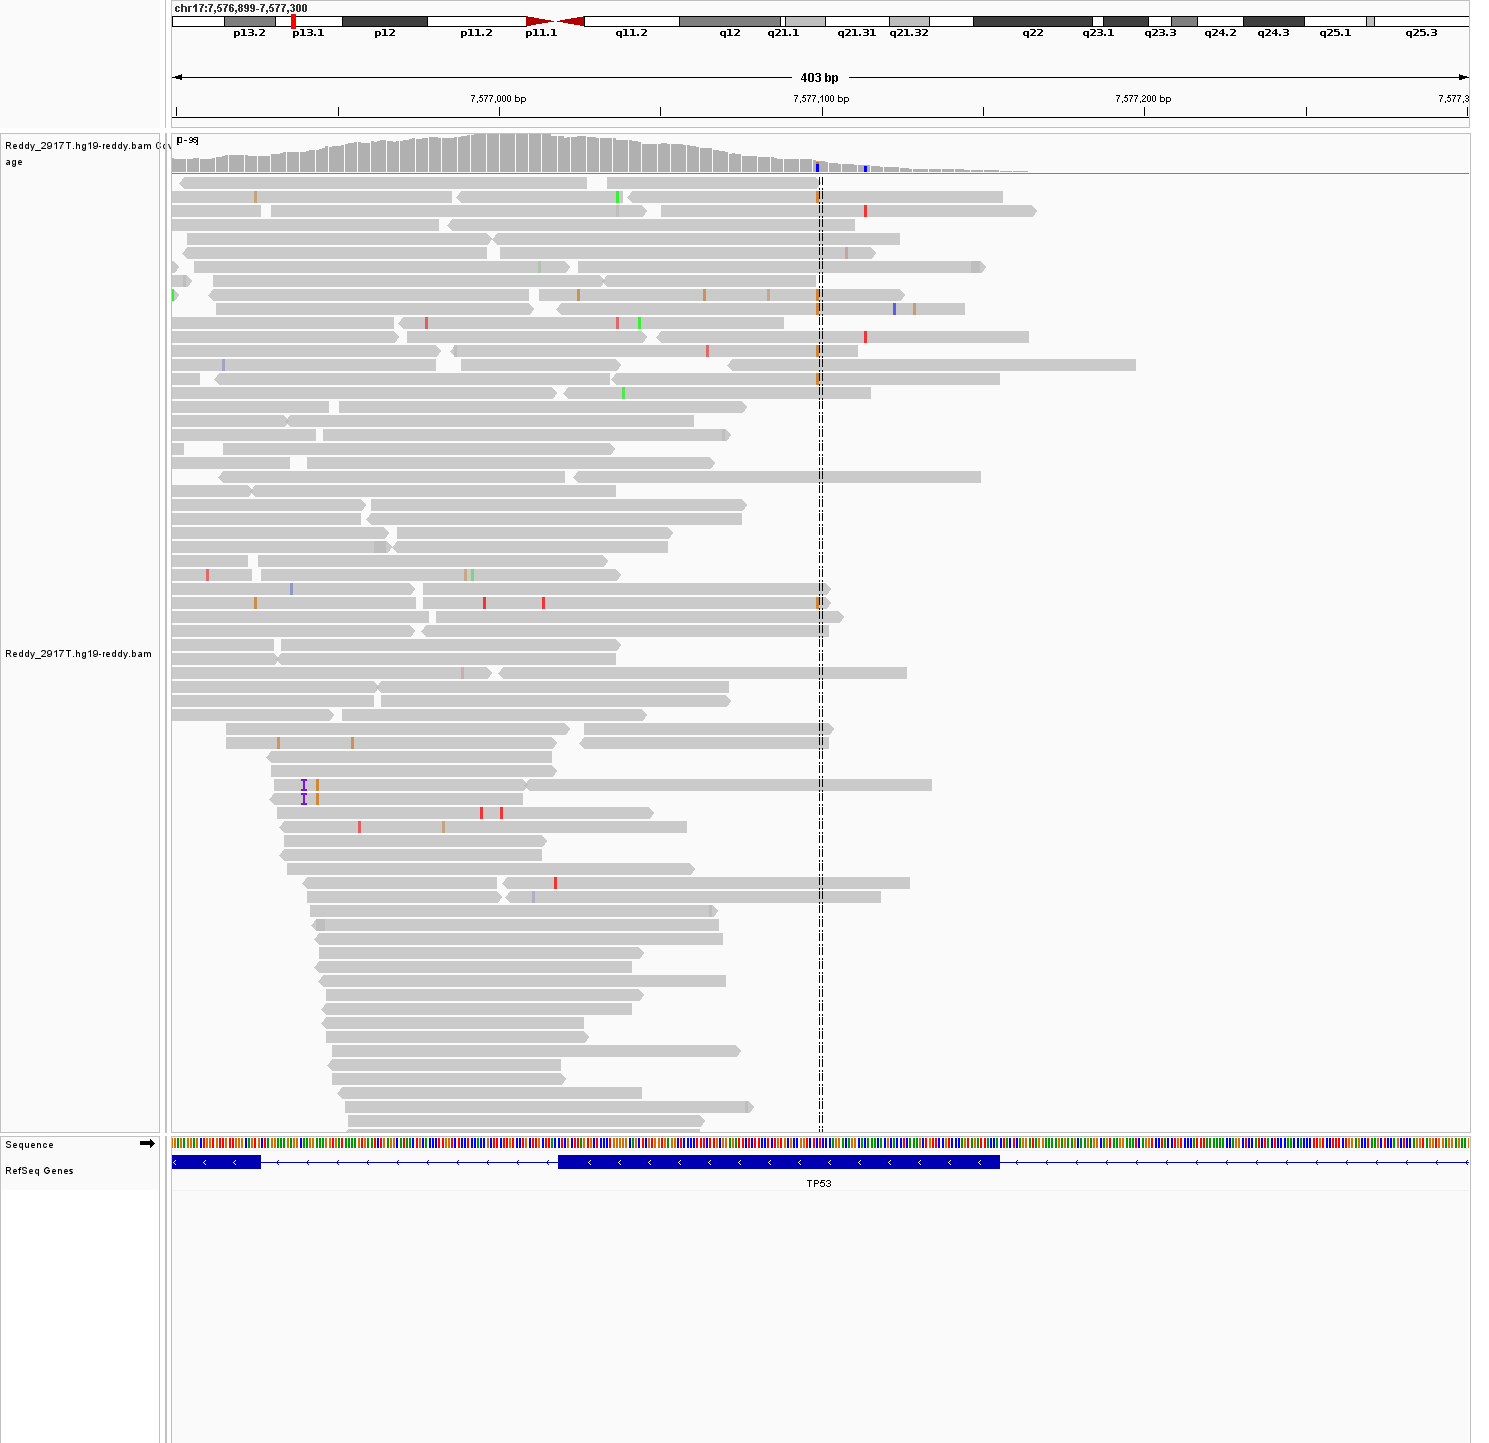 chr17:7,576,899-7,577,300
p13.2 p13.1 p12 p11.2 p11.1 q11.2 q12 q21.1 q21.31 q21.32 q22 q23.1 q23.3 q24.2 q24.3 q25.1 q25.3
403 bp
7,577,000 bp 7,577,100 bp 7,577,200 bp 7,577,3
[0-95]
Reddy_2917T.hg19-reddy.bam Cov
age
Reddy_2917T.hg19-reddy.bam
Sequence
RefSeq Genes
TP53